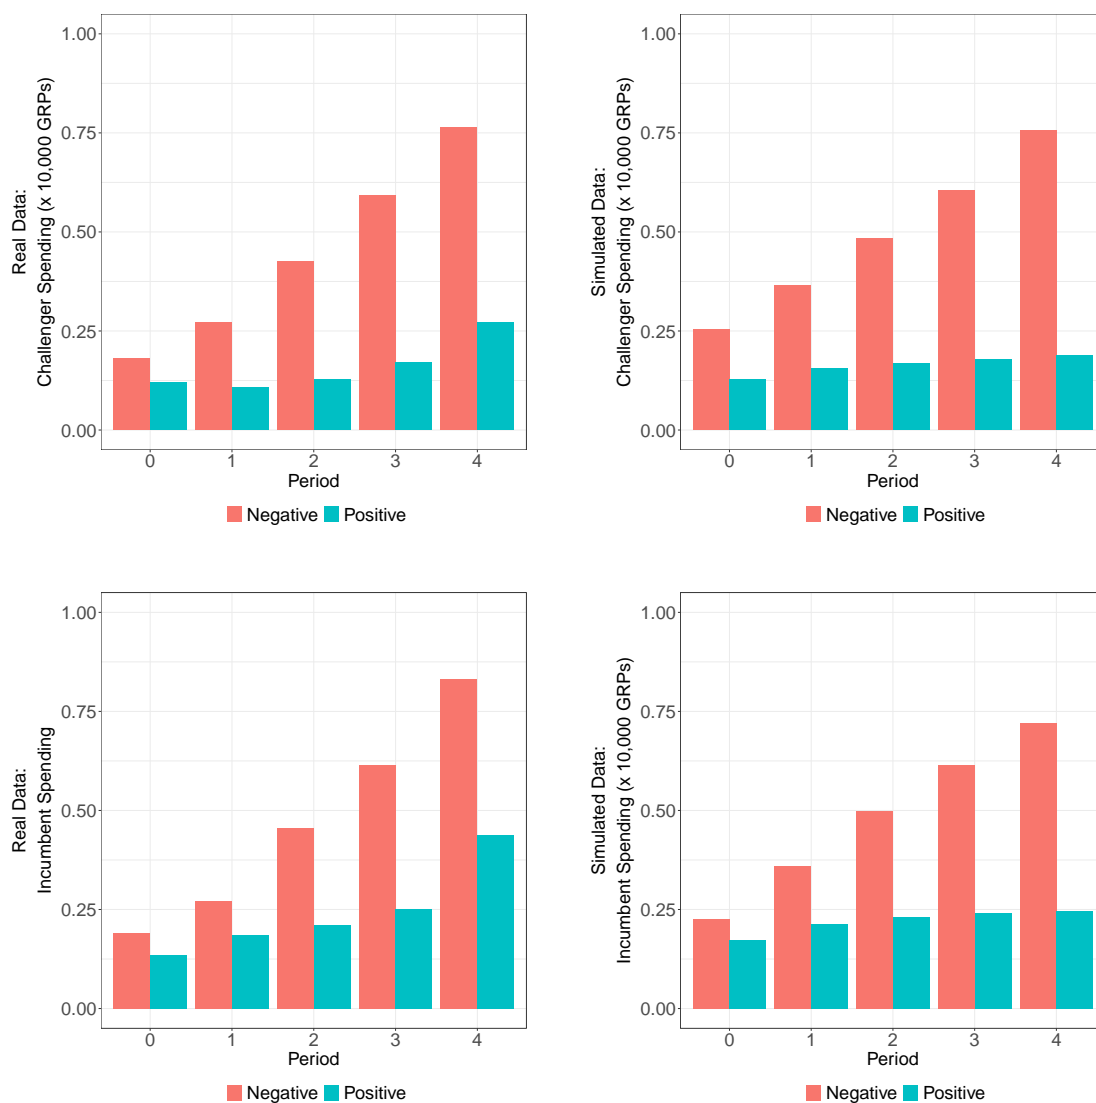 Real Data:
Challenger Spending (x 10,000 GRPs)
1.00
0.75
0.50
0.25
0.00
0 1 2 3 4
Period
Negative Positive
Simulated Data:
Challenger Spending (x 10,000 GRPs)
1.00
0.75
0.50
0.25
0.00
0 1 2 3 4
Period
Negative Positive
Real Data:
Incumbent Spending
1.00
0.75
0.50
0.25
0.00
0 1 2 3 4
Period
Negative Positive
Simulated Data:
Incumbent Spending (x 10,000 GRPs)
1.00
0.75
0.50
0.25
0.00
0 1 2 3 4
Period
Negative Positive